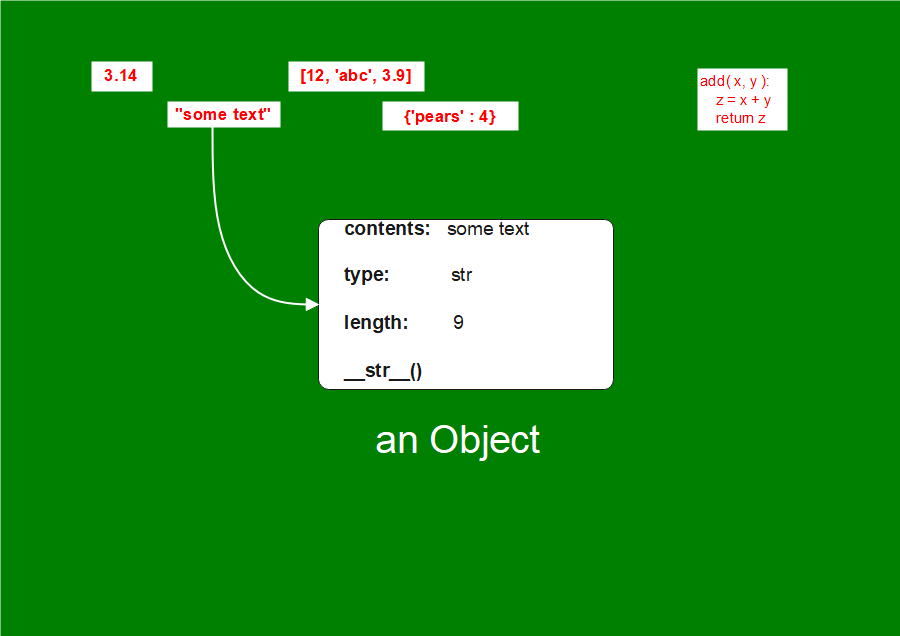 3.14
[12, 'abc', 3.9]
"some text"
{'pears' : 4}
add( x, y ):
z = x + y
return z
contents: some text
type: str
length: 9
__str__()
an Object